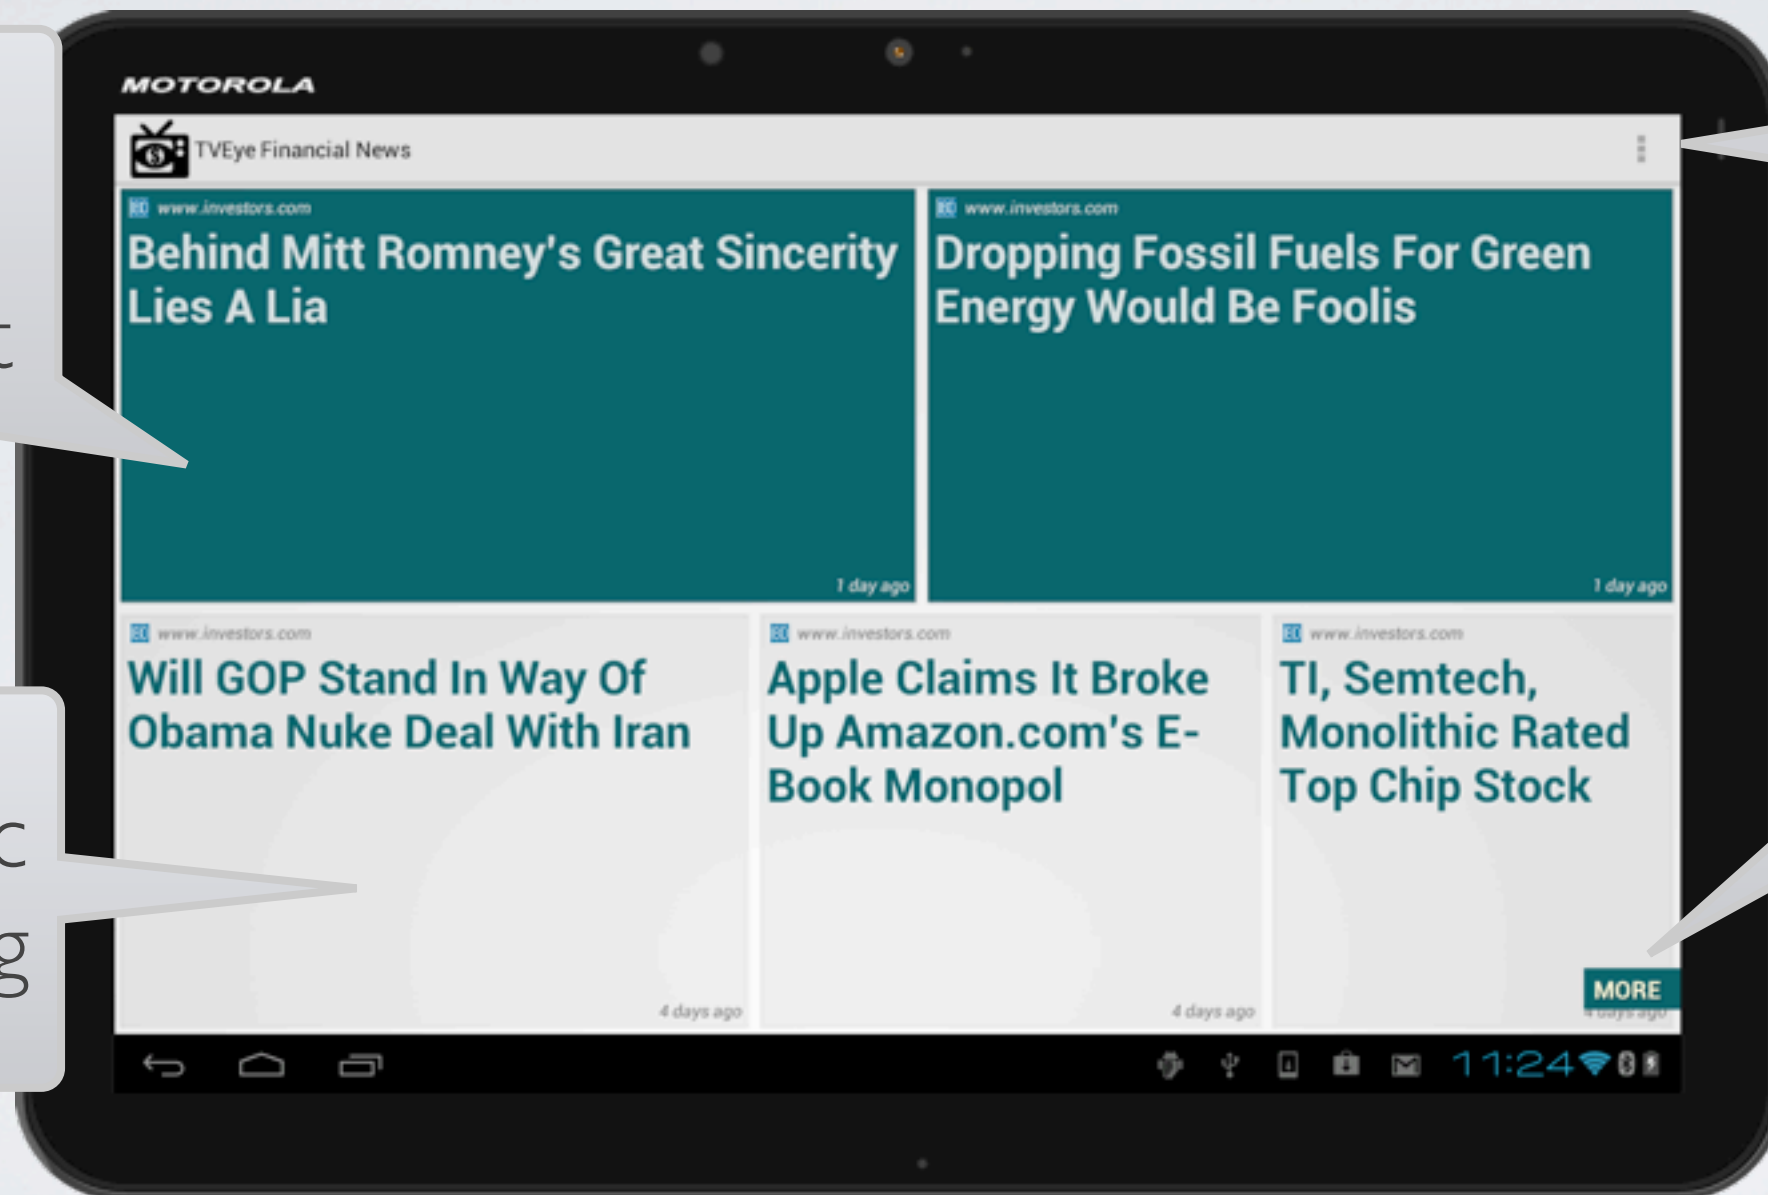 MOTOROLA
TVEye Financial News
www.investors.com
Behind Mitt Romney's Great Sincerity
Lies A Lia
1 day ago
www.investors.com
Dropping Fossil Fuels For Green
Energy Would Be Foolis
1 day ago
www.investors.com
Will GOP Stand In Way Of
Obama Nuke Deal With Iran
4 days ago
www.investors.com
Apple Claims It Broke
Up Amazon.com's E-
Book Monopol
4 days ago
www.investors.com
TI, Semtech,
Monolithic Rated
Top Chip Stock
MORE
4 days ago
t
c
g
11:24